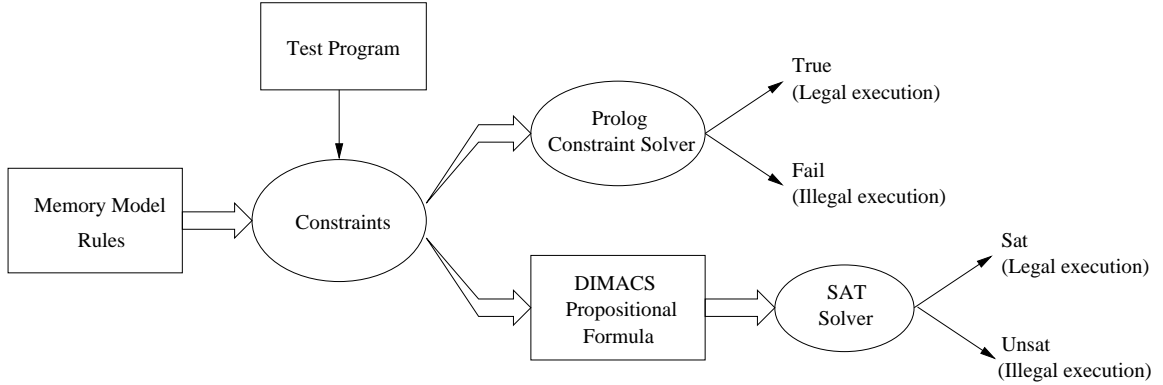 Test Program
Memory Model
Rules
Constraints
Prolog
Constraint Solver
True
(Legal execution)
Fail
(Illegal execution)
DIMACS
Propositional
Formula
SAT
Solver
Sat
(Legal execution)
Unsat
(Illegal execution)